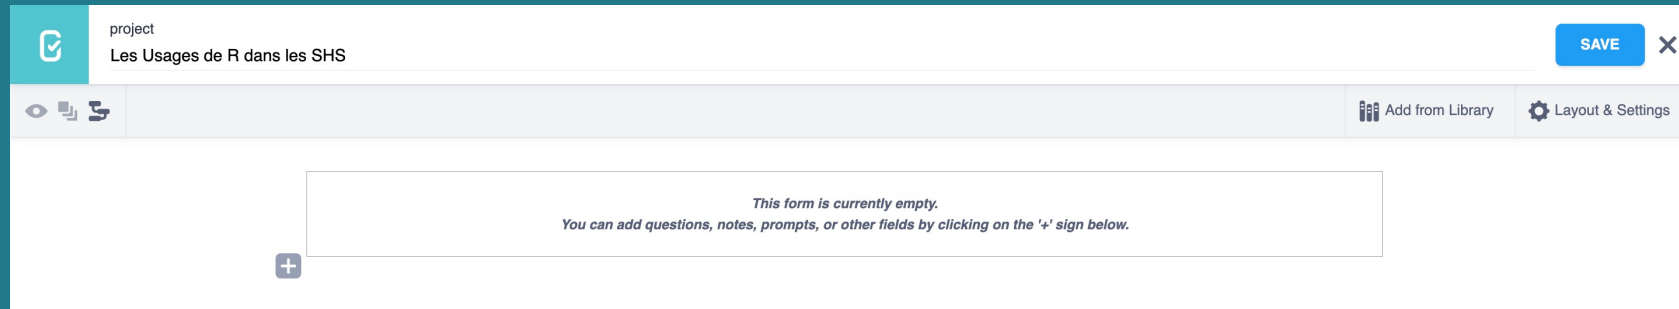 project
Les Usages de R dans les SHS
SAVE
Add from Library
Layout & Settings
This form is currently empty.
You can add questions, notes, prompts, or other fields by clicking on the '+' sign below.